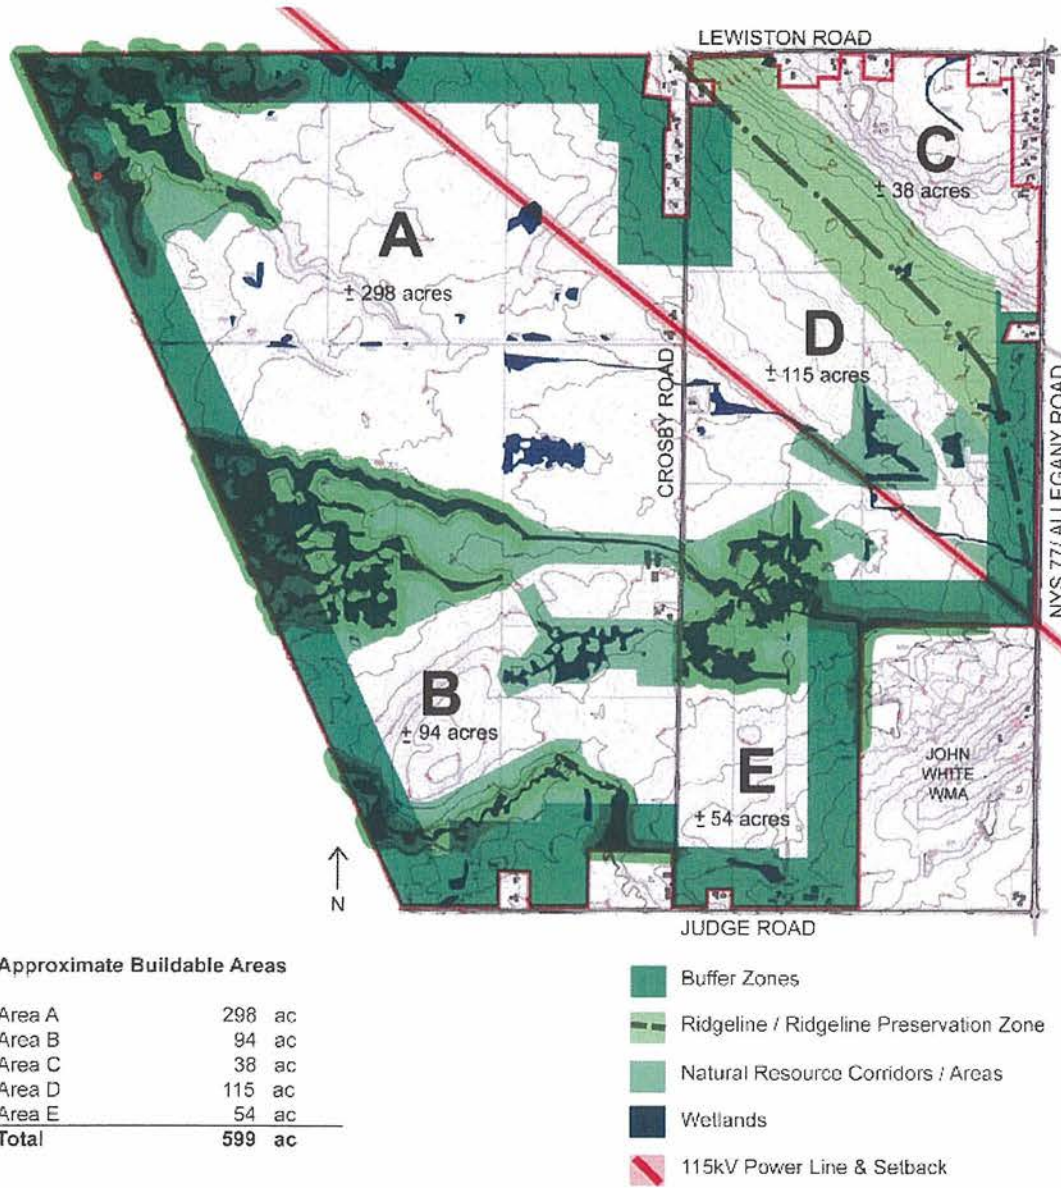 LEWISTON ROAD
C
± 38 acres
A
± 298 acres
D
± 115 acres
CROSBY ROAD
NYS 77/ ALLEGANY ROAD
B
± 94 acres
E
± 54 acres
JOHN
WHITE
WMA
N
JUDGE ROAD
Approximate Buildable Areas
Area A 298 ac
Area B 94 ac
Area C 38 ac
Area D 115 ac
Area E 54 ac
Total 599 ac
Buffer Zones
Ridgeline / Ridgeline Preservation Zone
Natural Resource Corridors / Areas
Wetlands
115kV Power Line & Setback